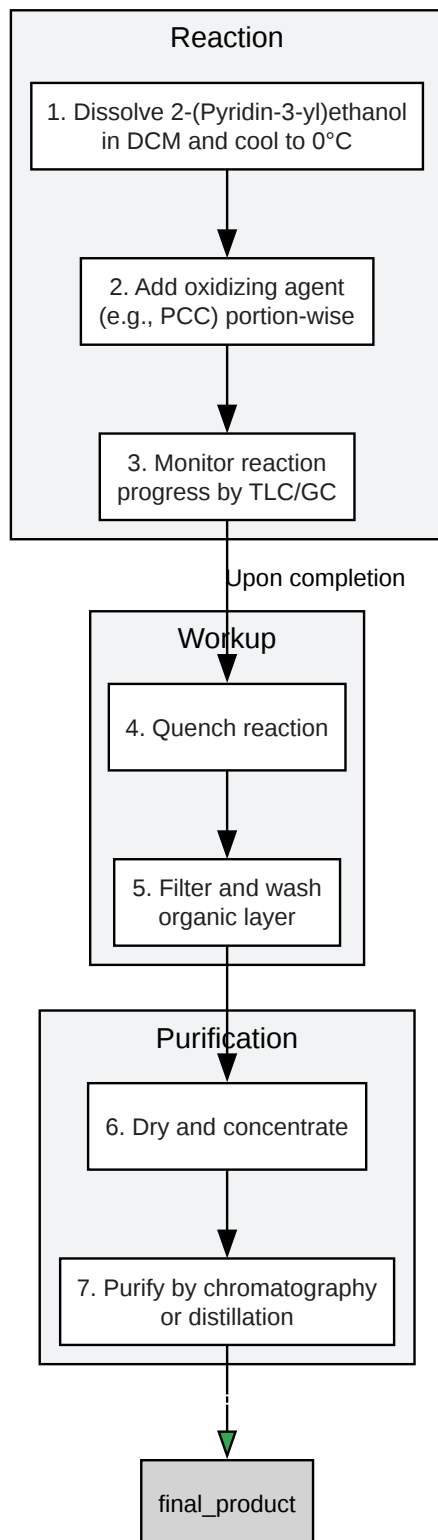 Reaction
1. Dissolve 2-(Pyridin-3-yl)ethanol
in DCM and cool to 0°C
2. Add oxidizing agent
(e.g., PCC) portion-wise
3. Monitor reaction
progress by TLC/GC
Upon completion
Workup
4. Quench reaction
5. Filter and wash
organic layer
Purification
6. Dry and concentrate
7. Purify by chromatography
or distillation
final_product